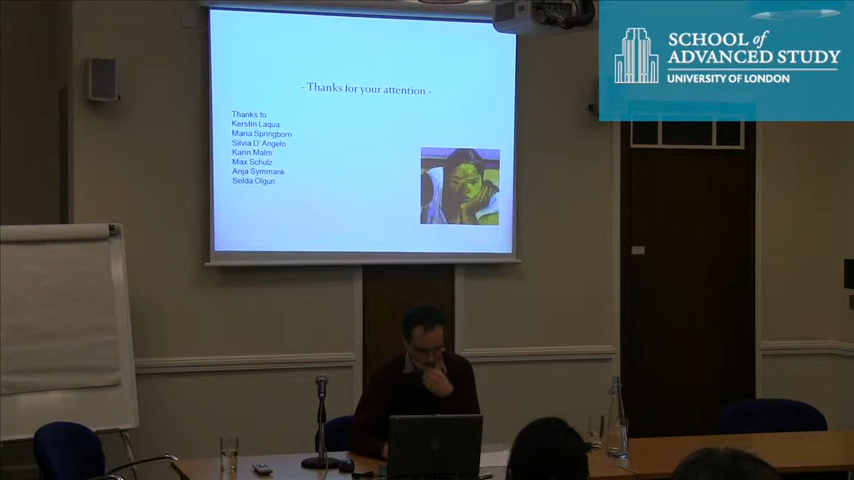 SCHOOL of
ADVANCED STUDY
UNIVERSITY OF LONDON
- Thanks for your attention -
Thanks to
Kerstin Laqua
Maria Springborn
Silvia D' Angelo
Karin Malm
Max Schulz
Anja Symmank
Selda Olgun